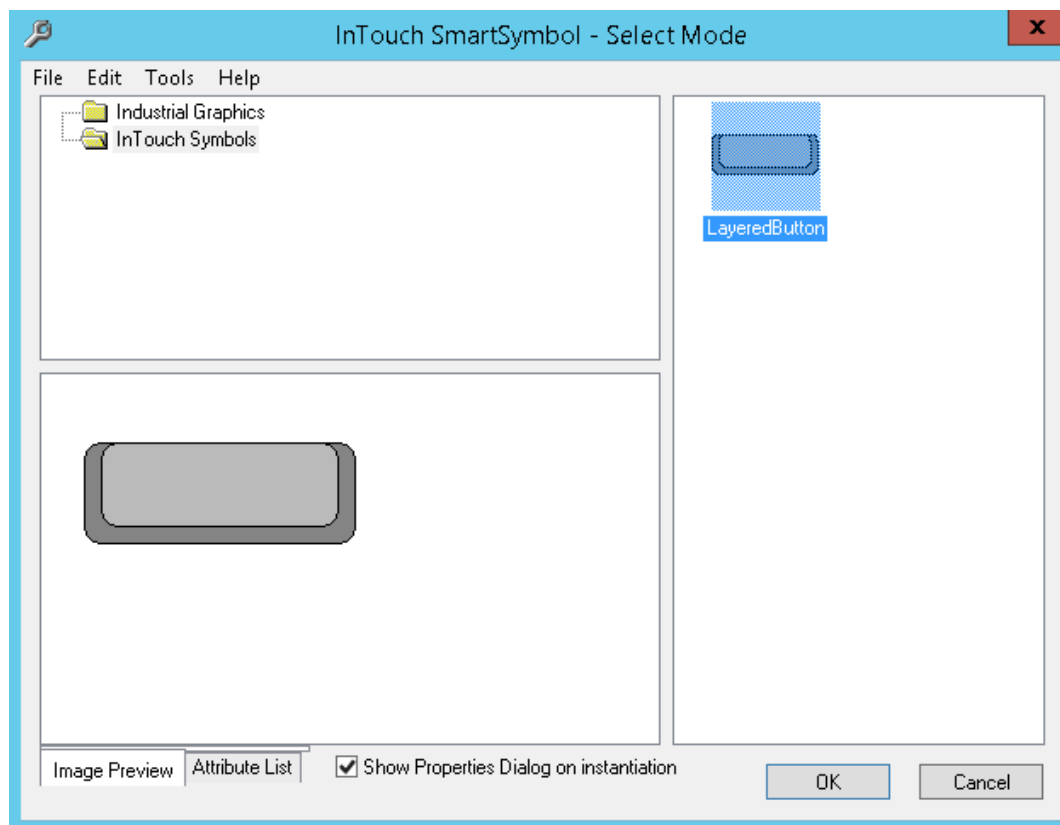 InTouch SmartSymbol - Select Mode
x
File Edit Tools Help
Industrial Graphics
InTouch Symbols
LayeredButton
Image Preview Attribute List Show Properties Dialog on instantiation
OK Cancel